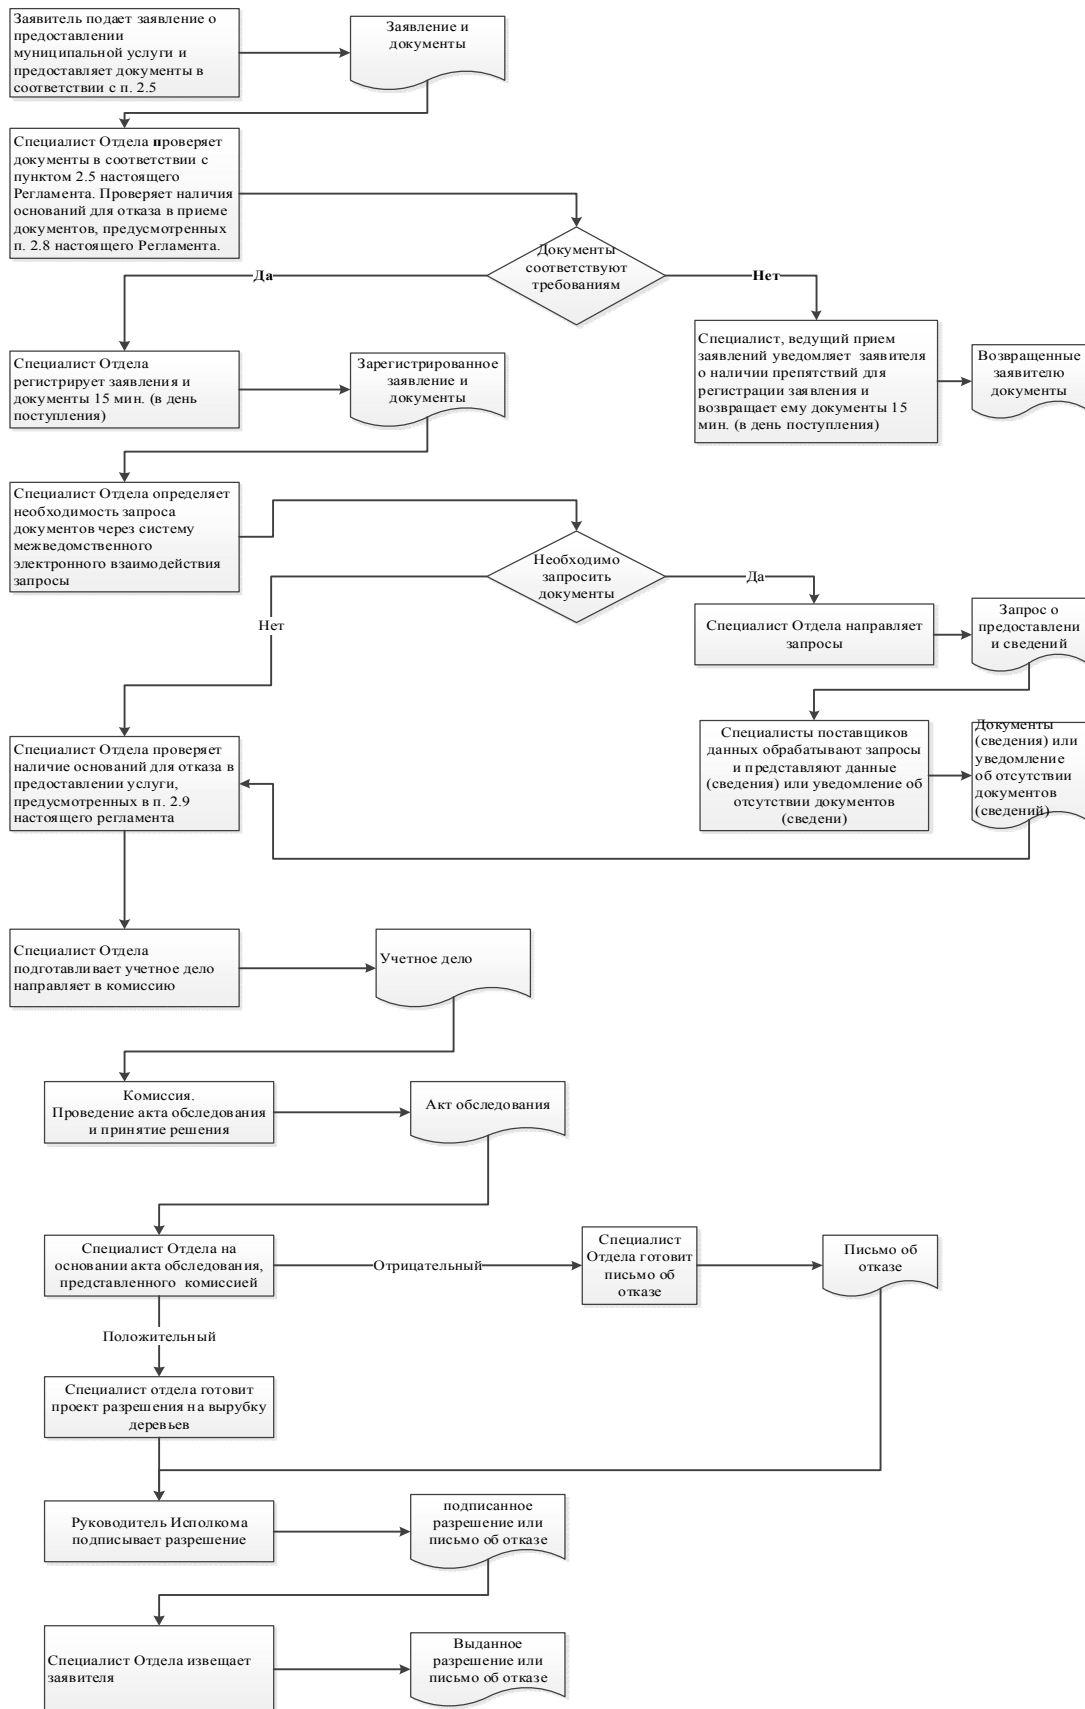 Заявитель подает заявление о
предоставлении
муниципальной услуги и
предоставляет документы в
соответствии с п. 2.5
Заявление и
документы
Специалист Отдела проверяет
документы в соответствии с
пунктом 2.5 настоящего
Регламента. Проверяет наличия
оснований для отказа в приеме
документов, предусмотренных
п. 2.8 настоящего Регламента.
Документы
соответствуют
требованиям
Да
Нет
Специалист Отдела
регистрирует заявления и
документы 15 мин. (в день
поступления)
Зарегистрированное
заявление и
документы
Специалист, ведущий прием
заявлений уведомляет заявителя
о наличии препятствий для
регистрации заявления и
возвращает ему документы 15
мин. (в день поступления)
Возвращенные
заявителю
документы
Специалист Отдела определяет
необходимость запроса
документов через систему
межведомственного
электронного взаимодействия
запросы
Необходимо
запросить
документы
Да
Нет
Специалист Отдела направляет
запросы
Запрос о
предоставлени
и сведений
Специалисты поставщиков
данных обрабатывают запросы
и представляют данные
(сведения) или уведомление об
отсутствии документов
(сведени)
Документы
(сведения) или
уведомление
об отсутствии
документов
(сведений)
Специалист Отдела проверяет
наличие оснований для отказа в
предоставлении услуги,
предусмотренных в п. 2.9
настоящего регламента
Специалист Отдела
подготавливает учетное дело
направляет в комиссию
Учетное дело
Комиссия.
Проведение акта обследования
и принятие решения
Акт обследования
Специалист Отдела на
основании акта обследования,
представленного комиссией
Отрицательный
Специалист
Отдела готовит
письмо об
отказе
Письмо об
отказе
Положительный
Специалист отдела готовит
проект разрешения на вырубку
деревьев
Руководитель Исполкома
подписывает разрешение
подписанное
разрешение или
письмо об отказе
Специалист Отдела извещает
заявителя
Выданное
разрешение или
письмо об отказе